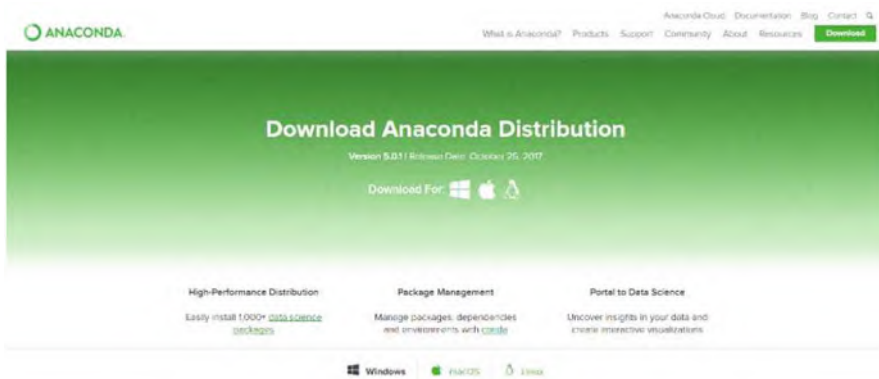 Anaconda Cloud Documentation Blog Contact
ANACONDA
What is Anaconda? Products Support Community About Resources Download
Download Anaconda Distribution
Version 5.0.1 | Release Date: October 25, 2017
Download For:
High-Performance Distribution
Package Management
Portal to Data Science
Easily install 1,000+ data science
packages
Manage packages, dependencies
and environments with conda
Uncover insights in your data and
create interactive visualizations
Windows macOS Linux